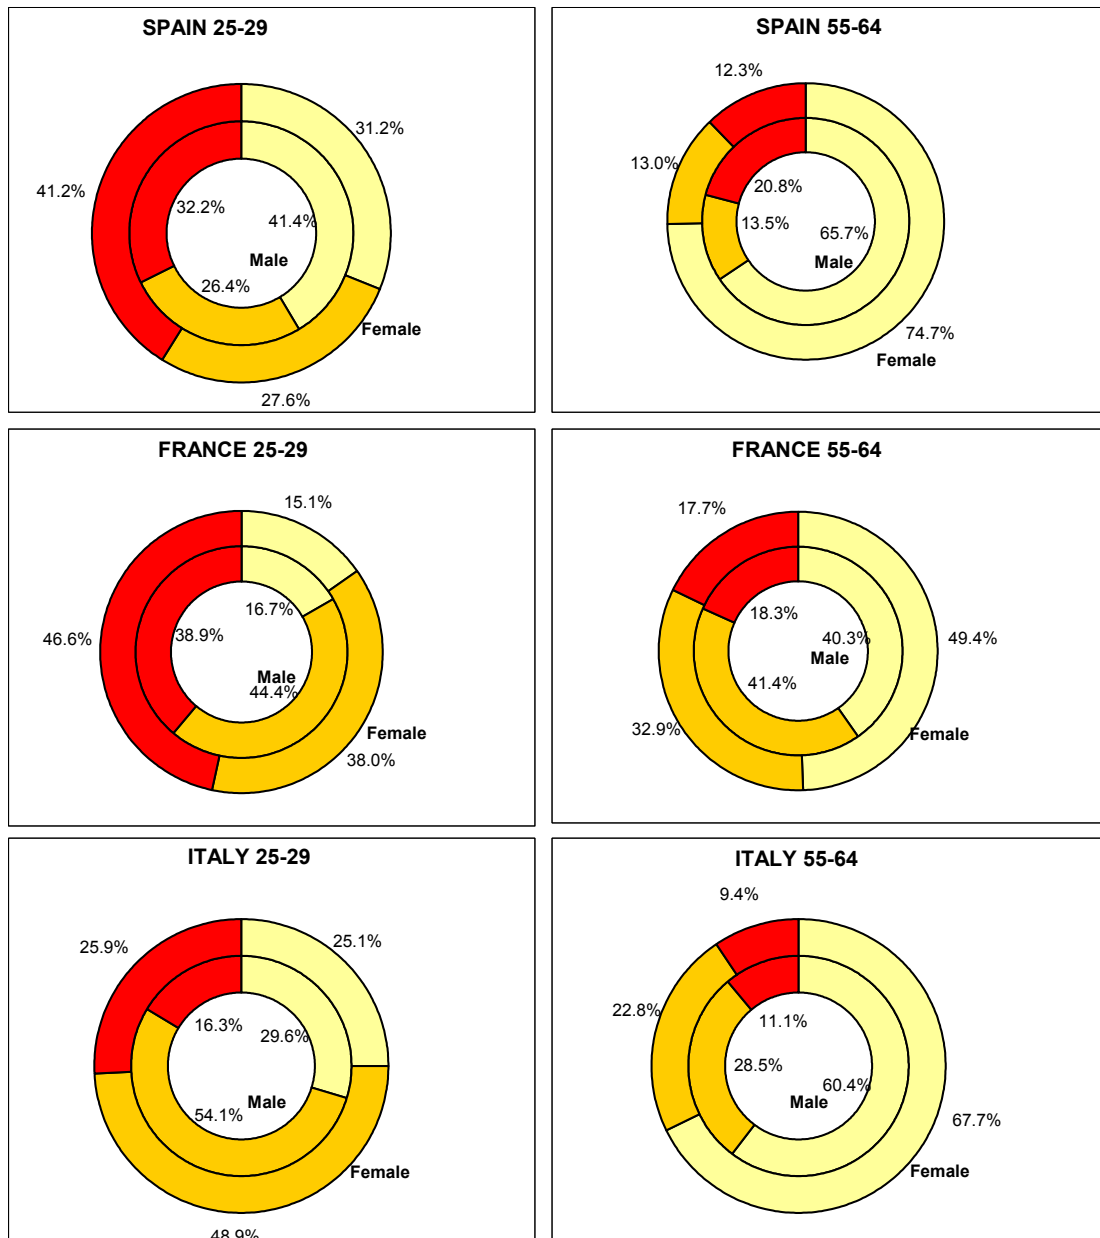 SPAIN 25-29
31.2%
41.2%
32.2%
41.4%
Male
26.4%
Female
27.6%
SPAIN 55-64
12.3%
13.0%
20.8%
13.5%
65.7%
Male
74.7%
Female
FRANCE 25-29
15.1%
16.7%
46.6%
38.9%
Male
44.4%
Female
38.0%
FRANCE 55-64
17.7%
18.3%
40.3%
49.4%
Male
41.4%
32.9%
Female
ITALY 25-29
25.9%
25.1%
16.3%
29.6%
Male
54.1%
Female
48.9%
ITALY 55-64
9.4%
22.8%
11.1%
28.5%
60.4%
Male
67.7%
Female